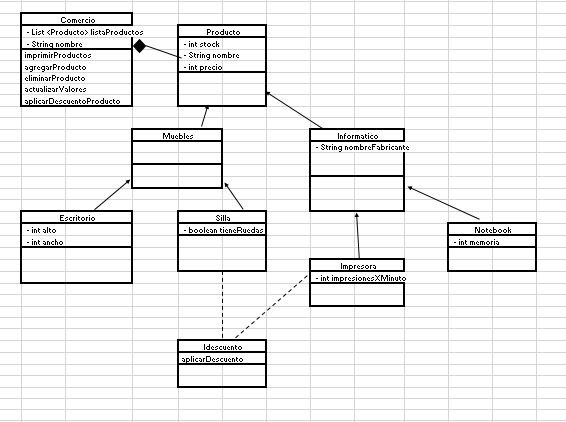 Comercio
- List <Producto> listaProductos
- String nombre
imprimirProductos
agregarProducto
eliminarProducto
actualizarValores
aplicarDescuentoProducto
Producto
- int stock
- String nombre
- int precio
Muebles
Informatico
- String nombreFabricante
Escritorio
- int alto
- int ancho
Silla
- boolean tieneRuedas
Notebook
- int memoria
Impresora
- int impresionesXMinuto
Idescuento
aplicarDescuento